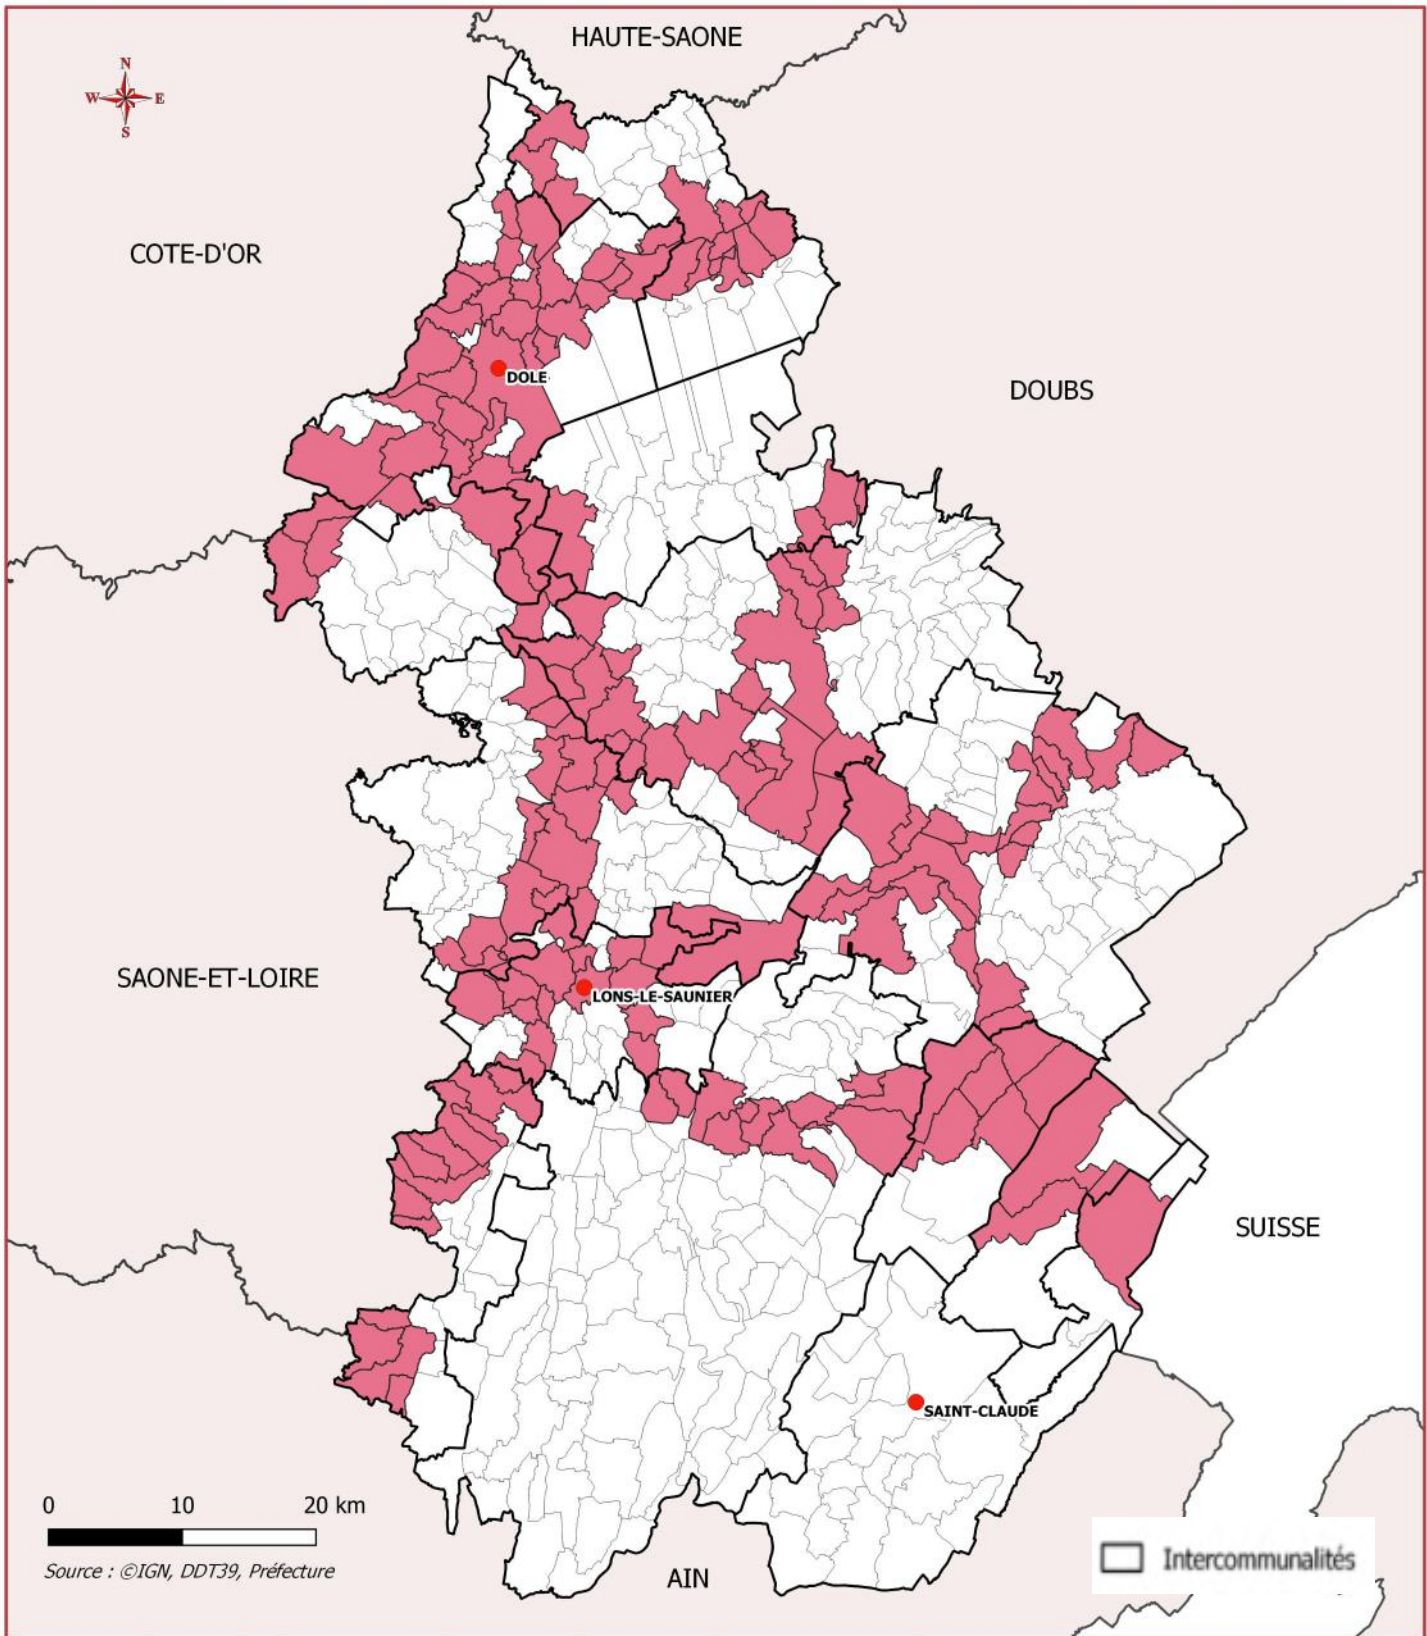 HAUTE-SAONE
N
W E
S
COTE-D'OR
DOLE
DOUBS
SAONE-ET-LOIRE
LONS-LE-SAUNIER
SUISSE
SAINT-CLAUDE
0 10 20 km
Source : ©IGN, DDT39, Préfecture
AIN
Intercommunalités